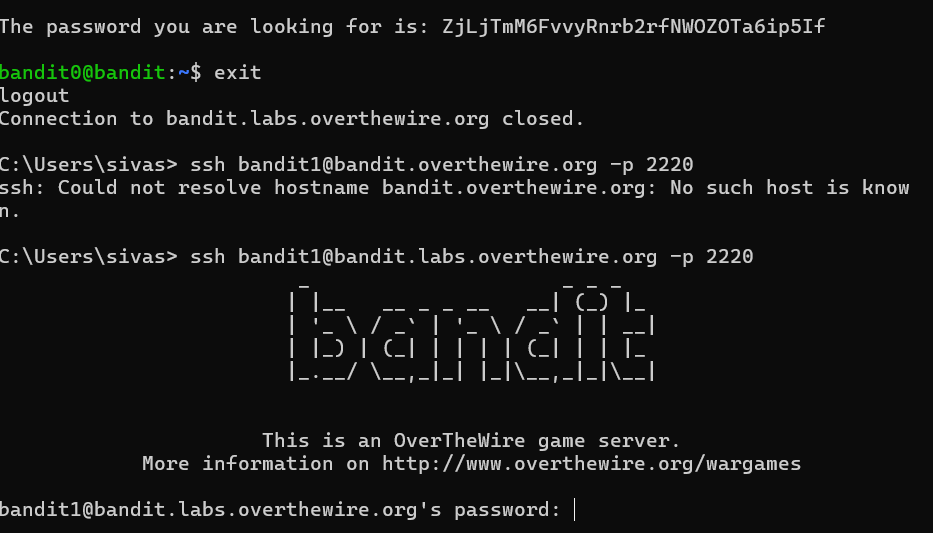 The password you are looking for is: ZjLjTmM6FvvyRnrb2rfNWOZOTa6ip5If
bandit0@bandit:~$ exit
logout
Connection to bandit.labs.overthewire.org closed.
C:\Users\sivas> ssh bandit1@bandit.overthewire.org -p 2220
ssh: Could not resolve hostname bandit.overthewire.org: No such host is know
n.
C:\Users\sivas> ssh bandit1@bandit.labs.overthewire.org -p 2220
bandit
This is an OverTheWire game server.
More information on http://www.overthewire.org/wargames
bandit1@bandit.labs.overthewire.org's password: